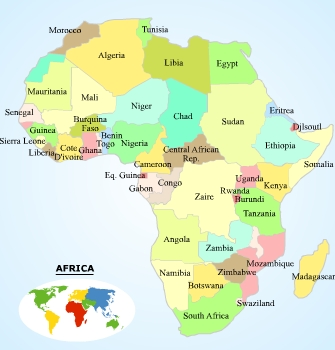 Morocco
Tunisia
Algeria
Libia
Egypt
Mauritania
Mali
Niger
Chad
Sudan
Eritrea
Senegal
Burkina
Faso
Djlsoutl
Guinea
Benin
Togo
Nigeria
Ethiopia
Sierra Leone
Liberia
Cote
D'ivoire
Ghana
Central African
Rep.
Cameroon
Somalia
Eq. Guinea
Gabon
Congo
Uganda
Kenya
Rwanda
Burundi
Zaire
Tanzania
Angola
Zambia
Mozambique
AFRICA
Namibia
Zimbabwe
Madagascar
Botswana
Swaziland
South Africa